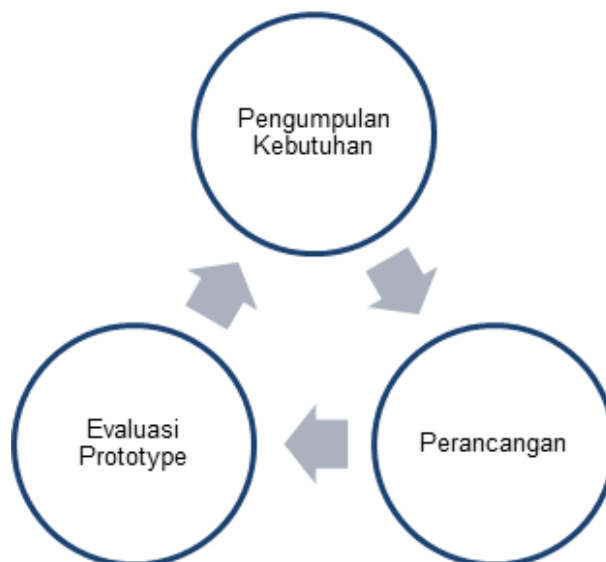 Pengumpulan
Kebutuhan
Evaluasi
Prototype
Perancangan